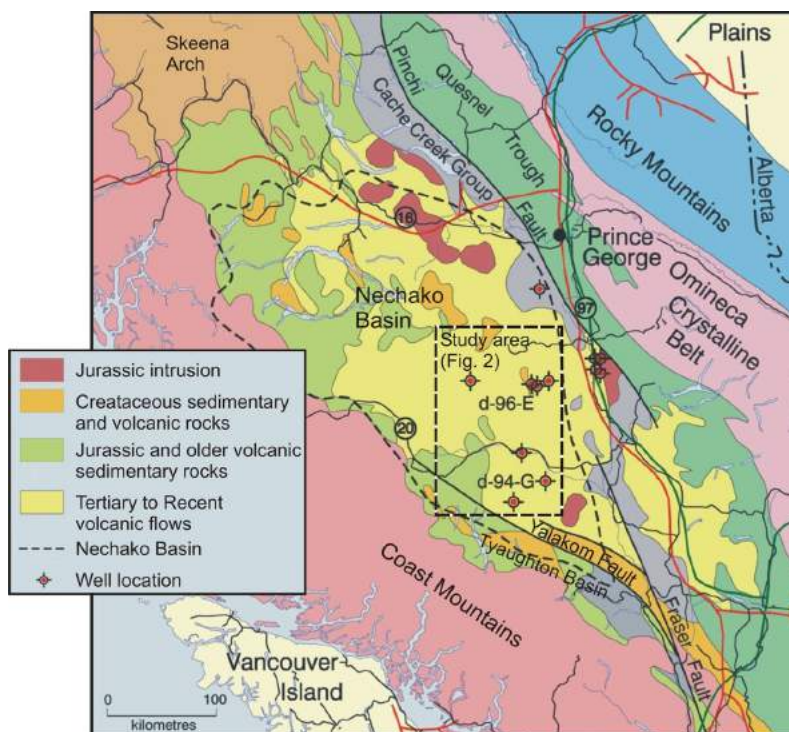 Skeena
Arch
Plains
Pinchi
Quesnel
Trough
Cache Creek Group
Rocky Mountains
Alberta
16
Fault
Prince
George
Omineca
Crystalline
Belt
Nechako
Basin
97
Study area
(Fig. 2)
d-96-E
20
d-94-G
Yalakom Fault
Tyaughton Basin
Coast Mountains
Fraser
Fault
Vancouver
Island
0 100
kilometres
Jurassic intrusion
Creataceous sedimentary
and volcanic rocks
Jurassic and older volcanic
sedimentary rocks
Tertiary to Recent
volcanic flows
Nechako Basin
Well location